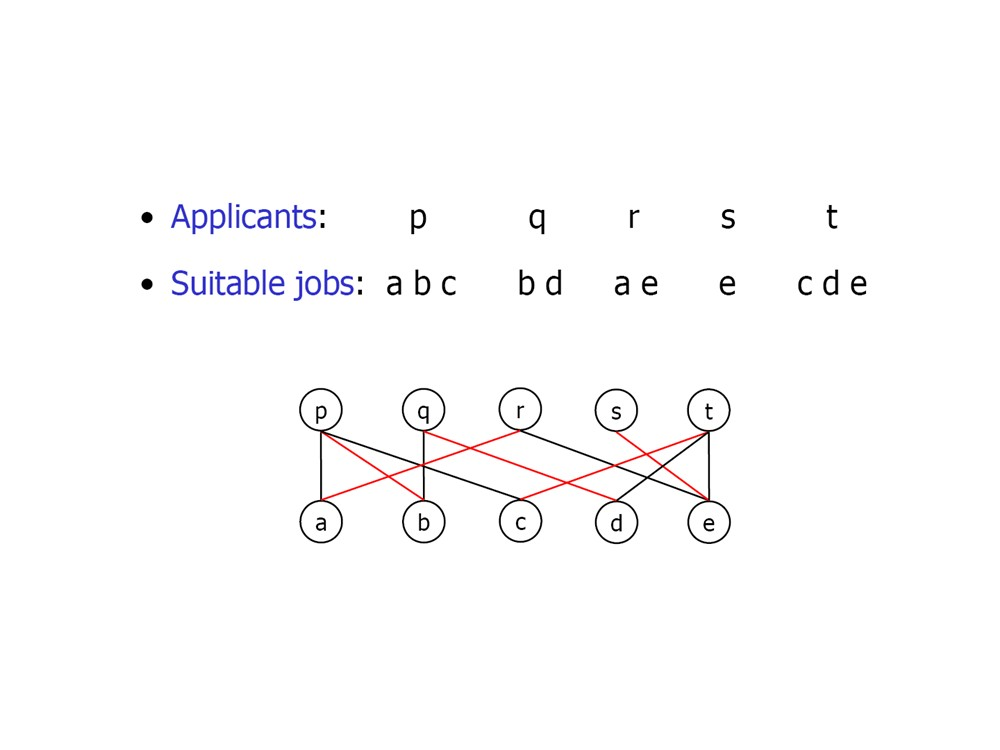 • Applicants: p q r s t
• Suitable jobs: a b c b d a e e c d e
p q r s t
a b c d e